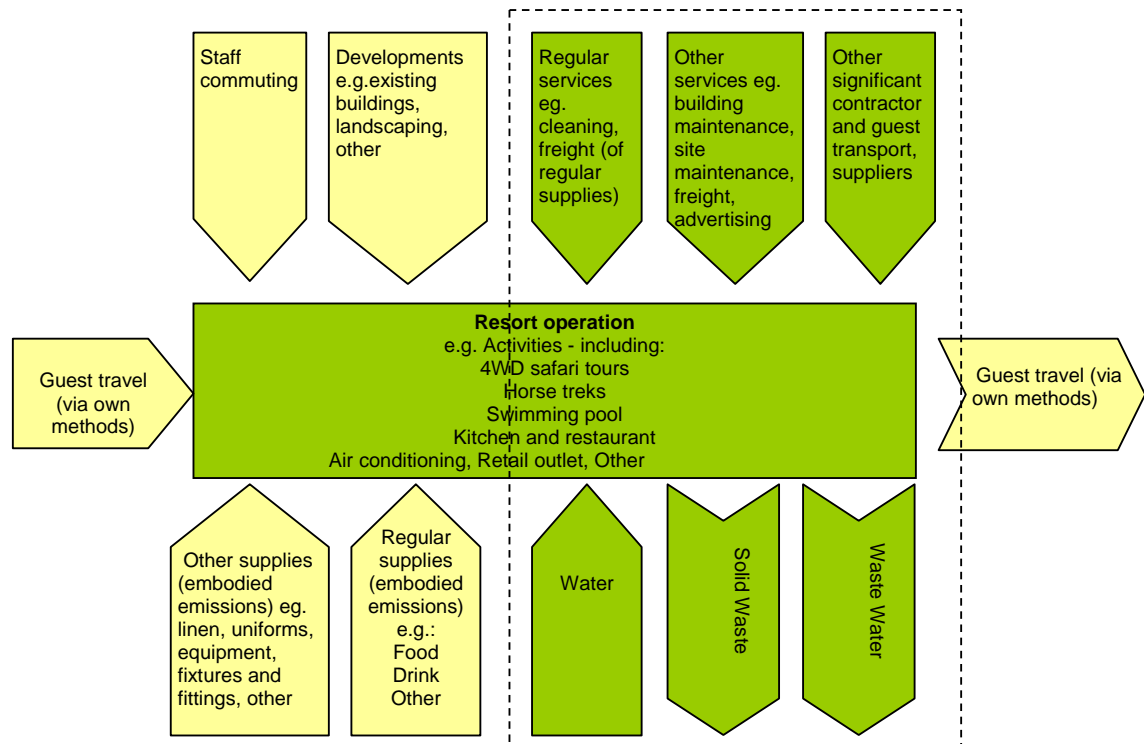 Staff
commuting
Developments
e.g.existing
buildings,
landscaping,
other
Regular
services
eg.
cleaning,
freight (of
regular
supplies)
Other
services eg.
building
maintenance,
site
maintenance,
freight,
advertising
Other
significant
contractor
and guest
transport,
suppliers
Guest travel
(via own
methods)
Resort operation
e.g. Activities - including:
4WD safari tours
Horse treks
Swimming pool
Kitchen and restaurant
Air conditioning, Retail outlet, Other
Guest travel (via
own methods)
Other supplies
(embodied
emissions) eg.
linen, uniforms,
equipment,
fixtures and
fittings, other
Regular
supplies
(embodied
emissions)
e.g.:
Food
Drink
Other
Water
Solid Waste
Waste Water